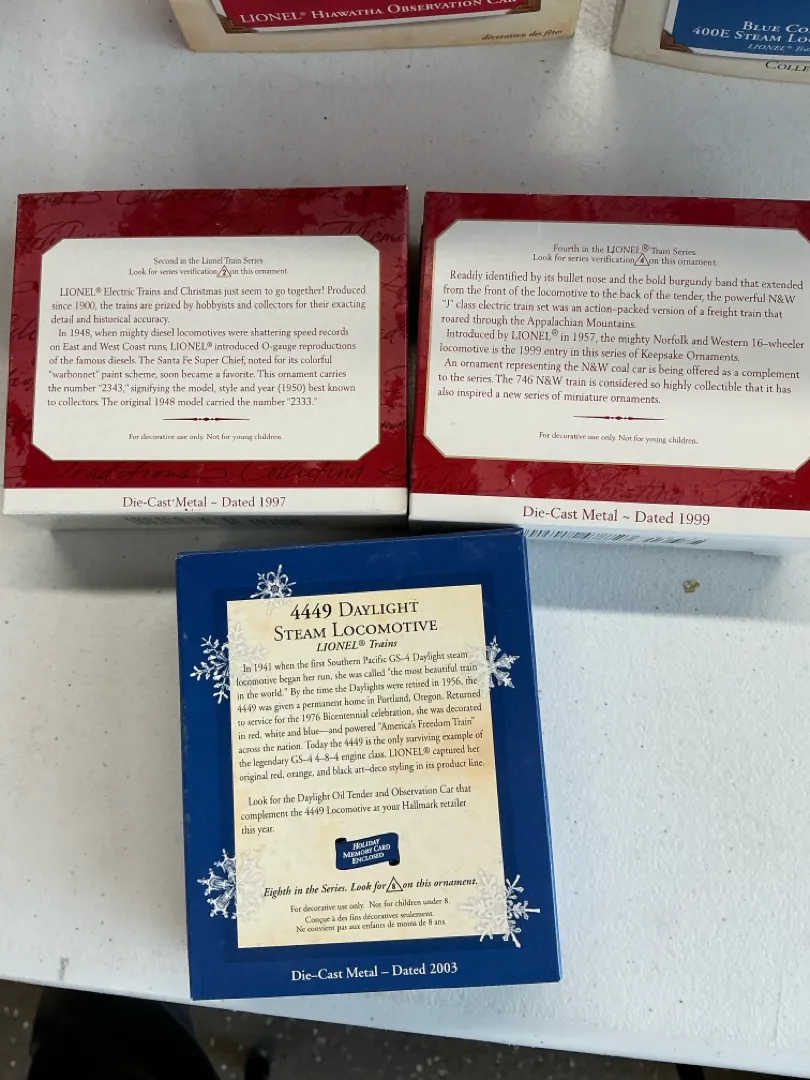 LIONEL® HIAWATHA OBSERVATION CAR
décoration des fêtes
BLUE
400E STEAM
LIONEL®
Second in the Lionel Train Series.
Look for series verification 2 on this ornament.
LIONEL® Electric Trains and Christmas just seem to go together! Produced
since 1900, the trains are prized by hobbyists and collectors for their exacting
detail and historical accuracy.
In 1948, when mighty diesel locomotives were shattering speed records
on East and West Coast runs, LIONEL® introduced O-gauge reproductions
of the famous diesels. The Santa Fe Super Chief, noted for its colorful
"warbonnet" paint scheme, soon became a favorite. This ornament carries
the number "2343," signifying the model, style and year (1950) best known
to collectors. The original 1948 model carried the number "2333."
For decorative use only. Not for young children.
Die-Cast Metal – Dated 1997
Fourth in the LIONEL® Train Series.
Look for series verification 4 on this ornament.
Readily identified by its bullet nose and the bold burgundy band that extended
from the front of the locomotive to the back of the tender, the powerful N&W
"J" class electric train set was an action-packed version of a freight train that
roared through the Appalachian Mountains.
Introduced by LIONEL® in 1957, the mighty Norfolk and Western 16-wheeler
locomotive is the 1999 entry in this series of Keepsake Ornaments.
An ornament representing the N&W coal car is being offered as a complement
to the series. The 746 N&W train is considered so highly collectible that it has
also inspired a new series of miniature ornaments.
For decorative use only. Not for young children.
Die-Cast Metal ~ Dated 1999
4449 DAYLIGHT
STEAM LOCOMOTIVE
LIONEL® Trains
In 1941 when the first Southern Pacific GS-4 Daylight steam
locomotive began her run, she was called "the most beautiful train
in the world." By the time the Daylights were retired in 1956, the
4449 was given a permanent home in Portland, Oregon. Returned
to service for the 1976 Bicentennial celebration, she was decorated
in red, white and blue—and powered "America's Freedom Train"
across the nation. Today the 4449 is the only surviving example of
the legendary GS-4 4-8-4 engine class. LIONEL® captured her
original red, orange, and black art-deco styling in its product line.
Look for the Daylight Oil Tender and Observation Car that
complement the 4449 Locomotive at your Hallmark retailer
this year.
HOLIDAY
MEMORY CARD
ENCLOSED
Eighth in the Series. Look for 8 on this ornament.
For decorative use only. Not for children under 8.
Conçue à des fins décoratives seulement.
Ne convient pas aux enfants de moins de 8 ans.
Die-Cast Metal – Dated 2003